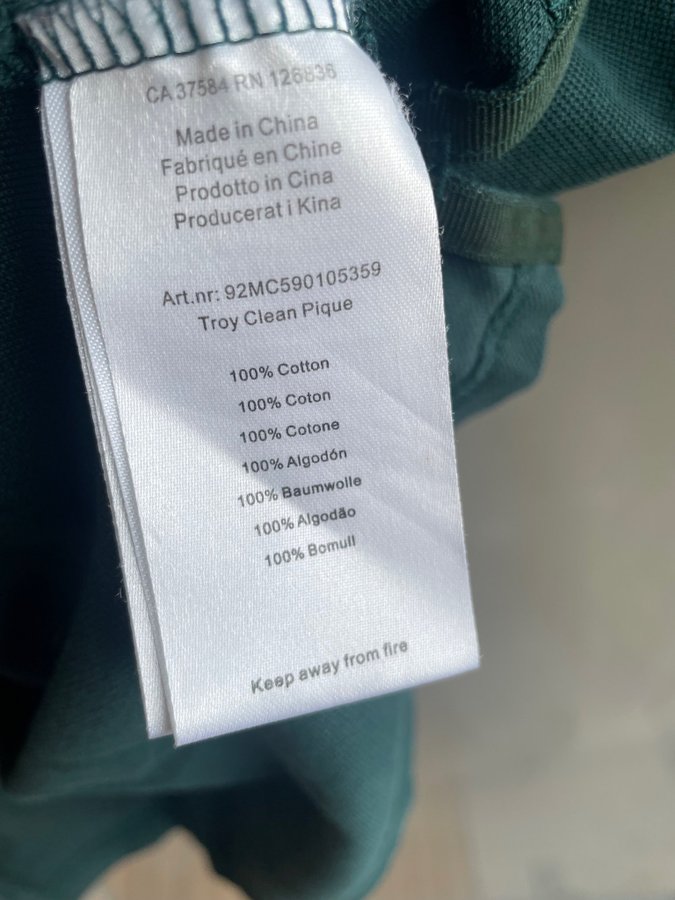 CA 37584 RN 126836
Made in China
Fabriqué en Chine
Prodotto in Cina
Producerat i Kina
Art.nr: 92MC590105359
Troy Clean Pique
100% Cotton
100% Coton
100% Cotone
100% Algodón
100% Baumwolle
100% Algodão
100% Bomull
Keep away from fire